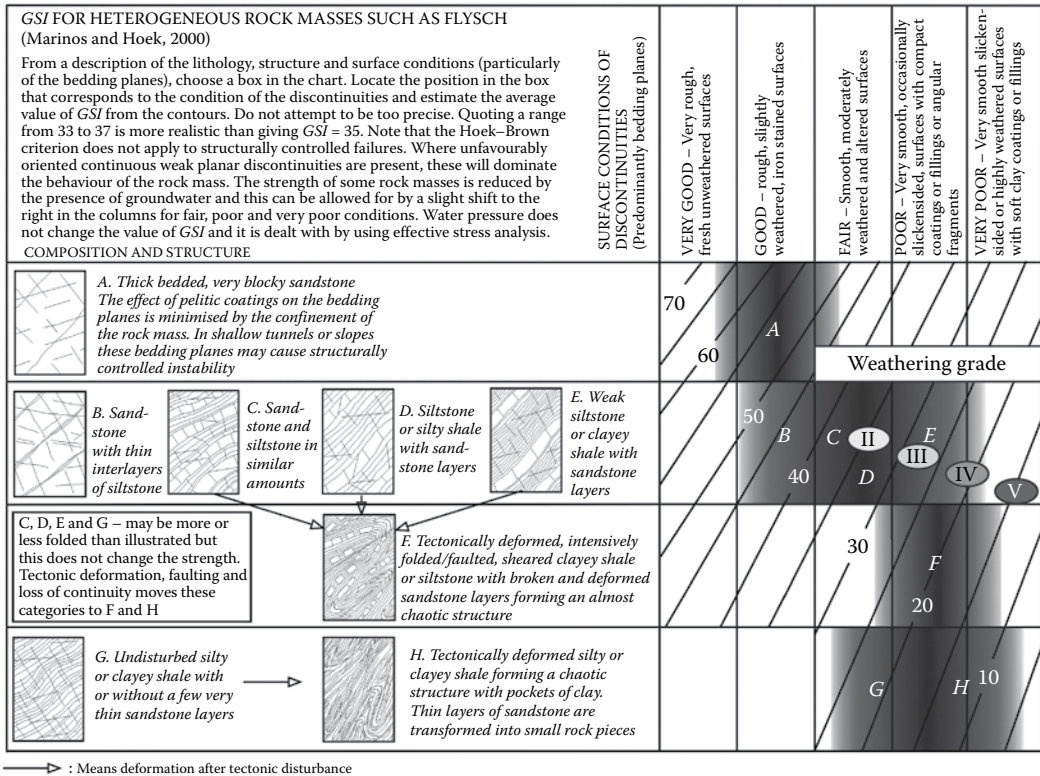 GSI FOR HETEROGENEOUS ROCK MASSES SUCH AS FLYSCH
(Marinos and Hoek, 2000)
From a description of the lithology, structure and surface conditions (particularly
of the bedding planes), choose a box in the chart. Locate the position in the box
that corresponds to the condition of the discontinuities and estimate the average
value of GSI from the contours. Do not attempt to be too precise. Quoting a range
from 33 to 37 is more realistic than giving GSI = 35. Note that the Hoek–Brown
criterion does not apply to structurally controlled failures. Where unfavourably
oriented continuous weak planar discontinuities are present, these will dominate
the behaviour of the rock mass. The strength of some rock masses is reduced by
the presence of groundwater and this can be allowed for by a slight shift to the
right in the columns for fair, poor and very poor conditions. Water pressure does
not change the value of GSI and it is dealt with by using effective stress analysis.
COMPOSITION AND STRUCTURE
SURFACE CONDITIONS OF
DISCONTINUITIES
(Predominantly bedding planes)
VERY GOOD – Very rough,
fresh unweathered surfaces
GOOD – rough, slightly
weathered, iron stained surfaces
FAIR – Smooth, moderately
weathered and altered surfaces
POOR – Very smooth, occasionally
slickensided, surfaces with compact
coatings or fillings or angular
fragments
VERY POOR – Very smooth slicken-
sided or highly weathered surfaces
with soft clay coatings or fillings
A. Thick bedded, very blocky sandstone
The effect of pelitic coatings on the bedding
planes is minimised by the confinement of
the rock mass. In shallow tunnels or slopes
these bedding planes may cause structurally
controlled instability
70
60
A
Weathering grade
B. Sand-
stone
with thin
interlayers
of siltstone
C. Sand-
stone and
siltstone in
similar
amounts
D. Siltstone
or silty shale
with sand-
stone layers
E. Weak
siltstone
or clayey
shale with
sandstone
layers
50
B
C
II
E
III
40
D
IV
V
C, D, E and G – may be more or
less folded than illustrated but
this does not change the strength.
Tectonic deformation, faulting and
loss of continuity moves these
categories to F and H
F. Tectonically deformed, intensively
folded/faulted, sheared clayey shale
or siltstone with broken and deformed
sandstone layers forming an almost
chaotic structure
30
F
20
G. Undisturbed silty
or clayey shale with
or without a few very
thin sandstone layers
H. Tectonically deformed silty or
clayey shale forming a chaotic
structure with pockets of clay.
Thin layers of sandstone are
transformed into small rock pieces
G
H
10
: Means deformation after tectonic disturbance